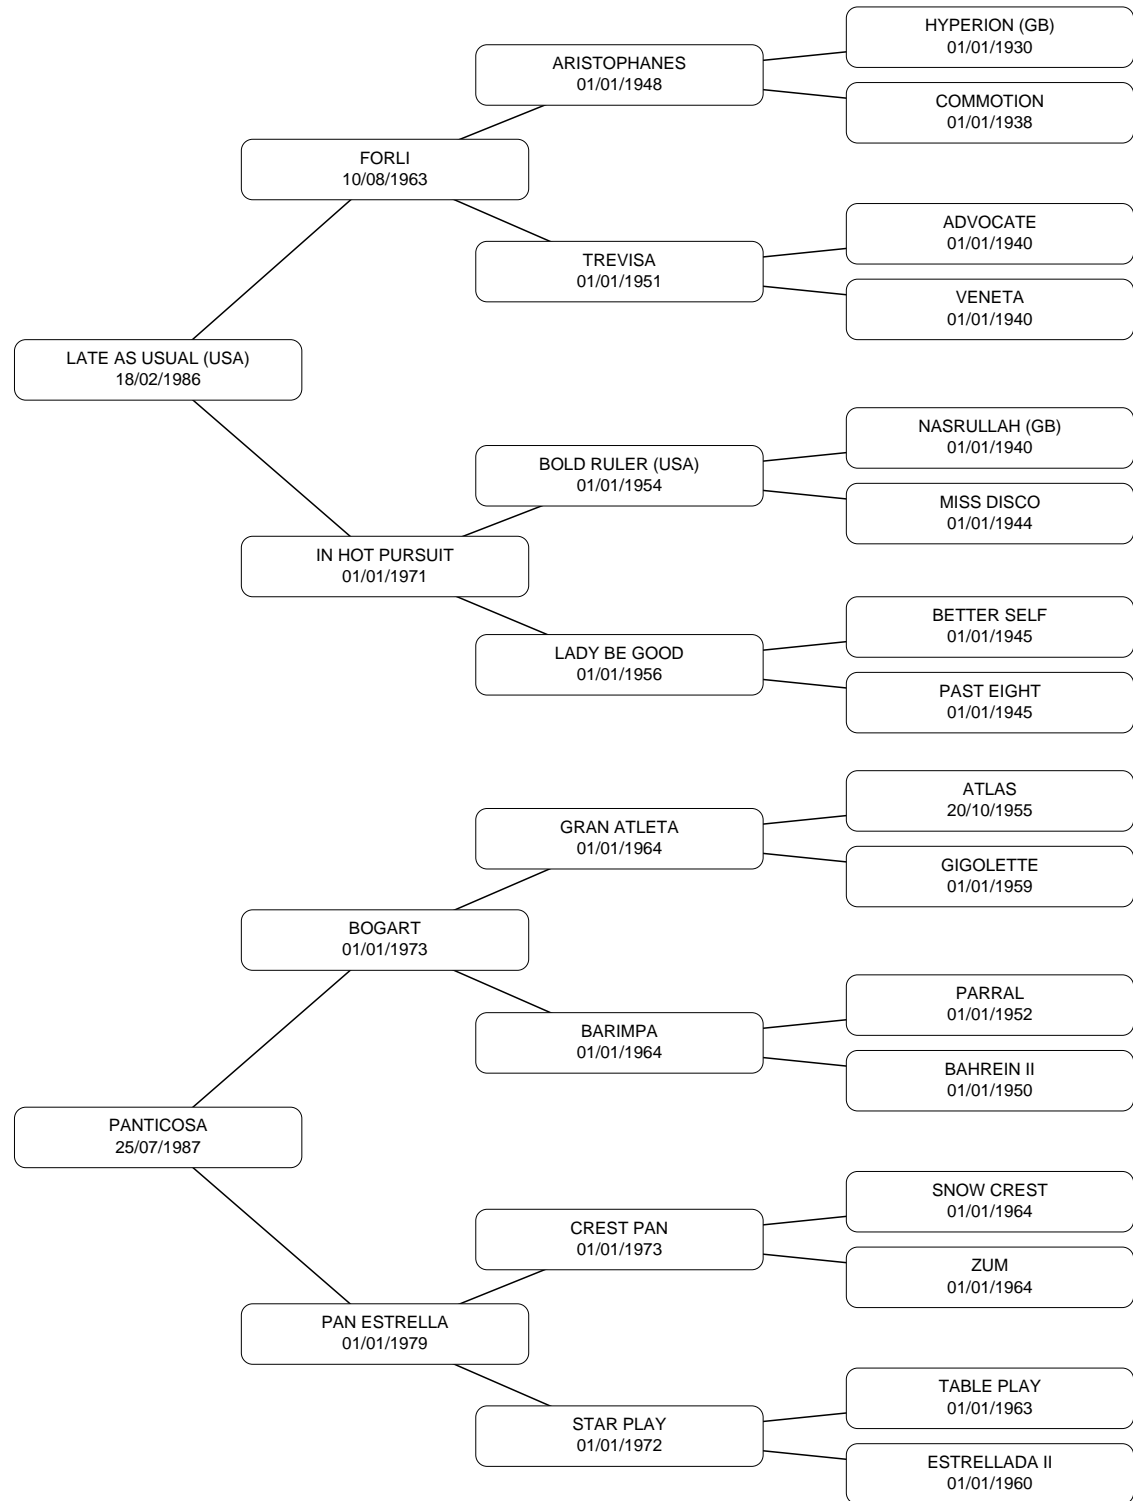 HYPERION (GB)
01/01/1930
ARISTOPHANES
01/01/1948
COMMOTION
01/01/1938
FORLI
10/08/1963
ADVOCATE
01/01/1940
TREVISA
01/01/1951
VENETA
01/01/1940
LATE AS USUAL (USA)
18/02/1986
NASRULLAH (GB)
01/01/1940
BOLD RULER (USA)
01/01/1954
MISS DISCO
01/01/1944
IN HOT PURSUIT
01/01/1971
BETTER SELF
01/01/1945
LADY BE GOOD
01/01/1956
PAST EIGHT
01/01/1945
ATLAS
20/10/1955
GRAN ATLETA
01/01/1964
GIGOLETTE
01/01/1959
BOGART
01/01/1973
PARRAL
01/01/1952
BARIMPA
01/01/1964
BAHREIN II
01/01/1950
PANTICOSA
25/07/1987
SNOW CREST
01/01/1964
CREST PAN
01/01/1973
ZUM
01/01/1964
PAN ESTRELLA
01/01/1979
TABLE PLAY
01/01/1963
STAR PLAY
01/01/1972
ESTRELLADA II
01/01/1960